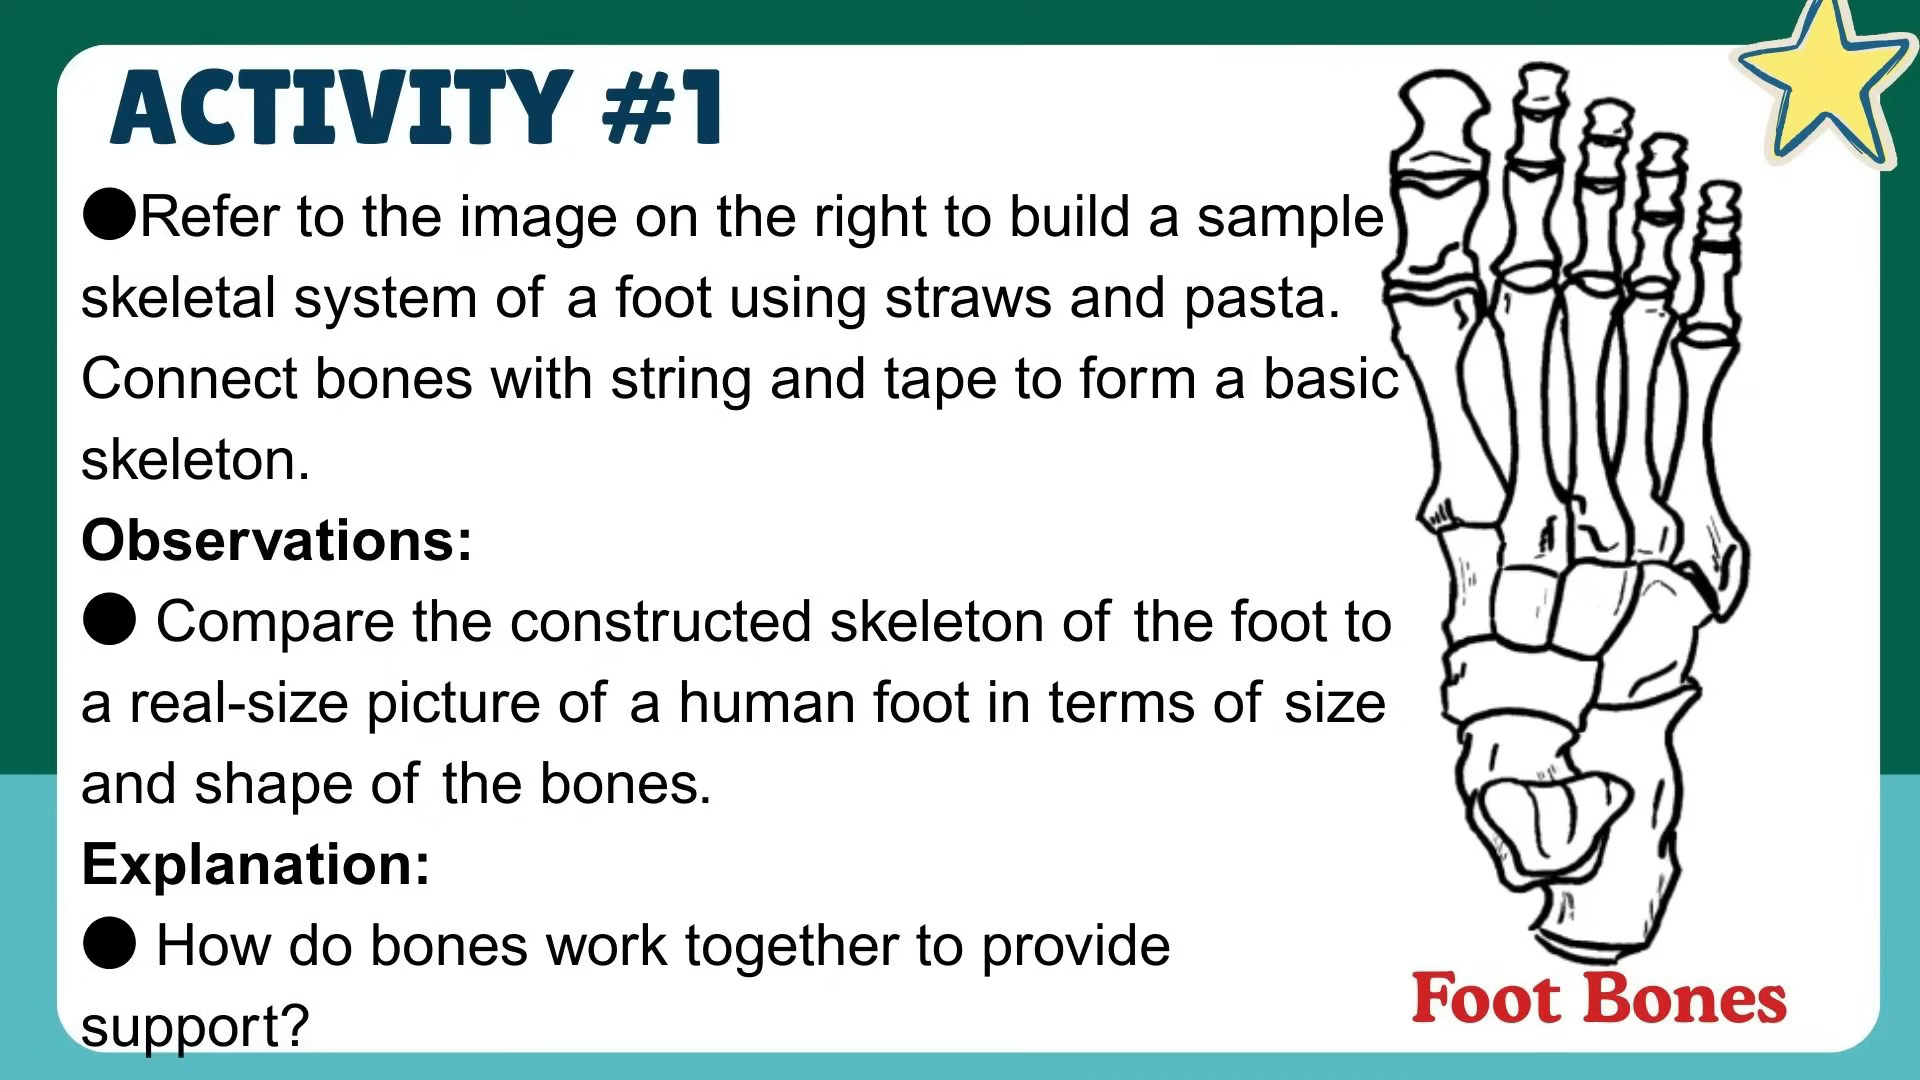 ACTIVITY #1
●Refer to the image on the right to build a sample
skeletal system of a foot using straws and pasta.
Connect bones with string and tape to form a basic
skeleton.
Observations:
● Compare the constructed skeleton of the foot to
a real-size picture of a human foot in terms of size
and shape of the bones.
Explanation:
● How do bones work together to provide
support?
Foot Bones